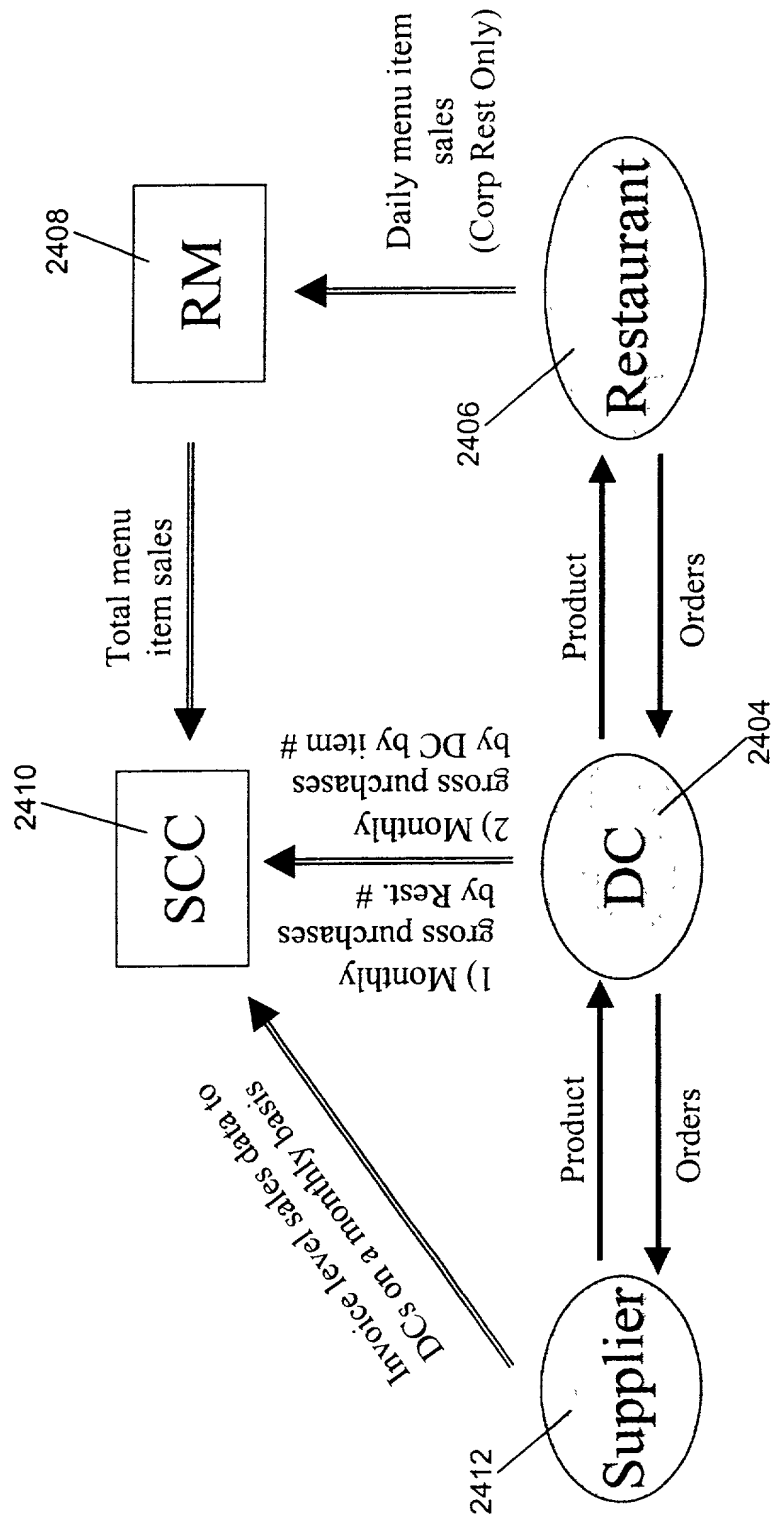 2410
SCC
Total menu
item sales
2408
RM
Invoice level sales data to
DCs on a monthly basis
1) Monthly
gross purchases
by Rest. #
2) Monthly
gross purchases
by DC by item #
Daily menu item
sales
(Corp Rest Only)
2412
Supplier
Product
Orders
DC
2404
Product
Orders
2406
Restaurant